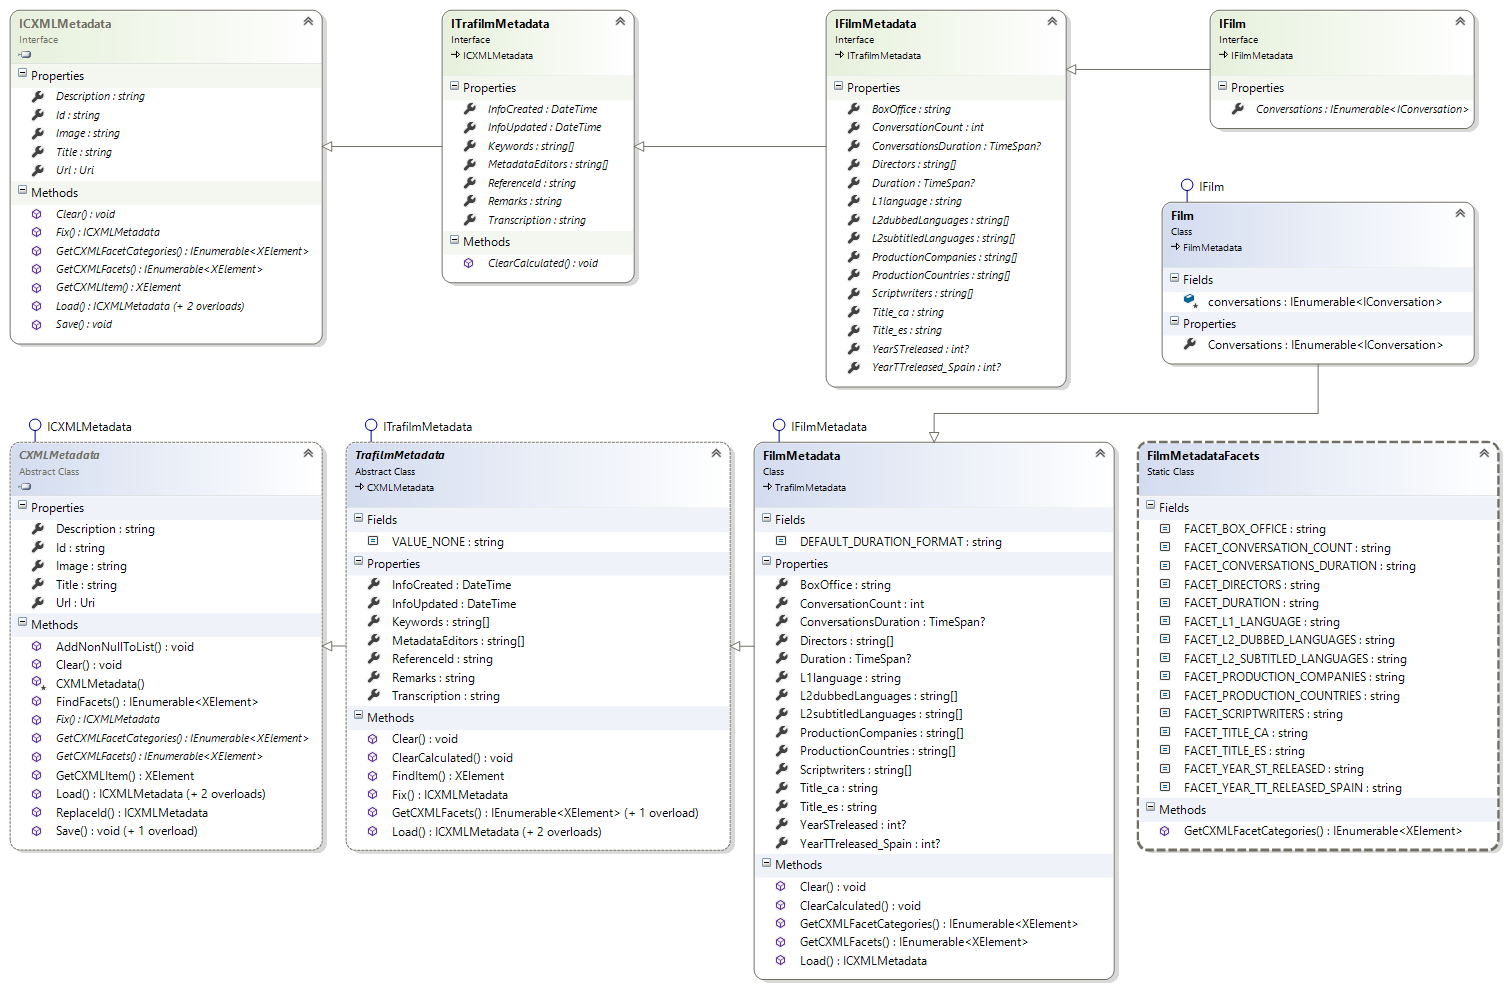 ICXMLMetadata
Interface
Properties
Description : string
Id : string
Image : string
Title : string
Url : Uri
Methods
Clear() : void
Fix() : ICXMLMetadata
GetCXMLFacetCategories() : IEnumerable<XElement>
GetCXMLFacets() : IEnumerable<XElement>
GetCXMLItem() : XElement
Load() : ICXMLMetadata (+ 2 overloads)
Save() : void
ITrafilmMetadata
Interface
ICXMLMetadata
Properties
InfoCreated : DateTime
InfoUpdated : DateTime
Keywords : string[]
MetadataEditors : string[]
ReferenceId : string
Remarks : string
Transcription : string
Methods
ClearCalculated() : void
IFilmMetadata
Interface
ITrafilmMetadata
Properties
BoxOffice : string
ConversationCount : int
ConversationsDuration : TimeSpan?
Directors : string[]
Duration : TimeSpan?
L1language : string
L2dubbedLanguages : string[]
L2subtitledLanguages : string[]
ProductionCompanies : string[]
ProductionCountries : string[]
Scriptwriters : string[]
Title_ca : string
Title_es : string
YearSTreleased : int?
YearTTreleased_Spain : int?
IFilm
Interface
IFilmMetadata
Properties
Conversations : IEnumerable<IConversation>
IFilm
Film
Class
FilmMetadata
Fields
conversations : IEnumerable<IConversation>
Properties
Conversations : IEnumerable<IConversation>
ICXMLMetadata
CXMLMetadata
Abstract Class
Properties
Description : string
Id : string
Image : string
Title : string
Url : Uri
Methods
AddNonNullToList() : void
Clear() : void
CXMLMetadata()
FindFacets() : IEnumerable<XElement>
Fix() : ICXMLMetadata
GetCXMLFacetCategories() : IEnumerable<XElement>
GetCXMLFacets() : IEnumerable<XElement>
GetCXMLItem() : XElement
Load() : ICXMLMetadata (+ 2 overloads)
ReplaceId() : ICXMLMetadata
Save() : void (+ 1 overload)
ITrafilmMetadata
TrafilmMetadata
Abstract Class
CXMLMetadata
Fields
VALUE_NONE : string
Properties
InfoCreated : DateTime
InfoUpdated : DateTime
Keywords : string[]
MetadataEditors : string[]
ReferenceId : string
Remarks : string
Transcription : string
Methods
Clear() : void
ClearCalculated() : void
FindItem() : XElement
Fix() : ICXMLMetadata
GetCXMLFacets() : IEnumerable<XElement> (+ 1 overload)
Load() : ICXMLMetadata (+ 2 overloads)
IFilmMetadata
FilmMetadata
Class
TrafilmMetadata
Fields
DEFAULT_DURATION_FORMAT : string
Properties
BoxOffice : string
ConversationCount : int
ConversationsDuration : TimeSpan?
Directors : string[]
Duration : TimeSpan?
L1language : string
L2dubbedLanguages : string[]
L2subtitledLanguages : string[]
ProductionCompanies : string[]
ProductionCountries : string[]
Scriptwriters : string[]
Title_ca : string
Title_es : string
YearSTreleased : int?
YearTTreleased_Spain : int?
Methods
Clear() : void
ClearCalculated() : void
GetCXMLFacetCategories() : IEnumerable<XElement>
GetCXMLFacets() : IEnumerable<XElement>
Load() : ICXMLMetadata
FilmMetadataFacets
Static Class
Fields
FACET_BOX_OFFICE : string
FACET_CONVERSATION_COUNT : string
FACET_CONVERSATIONS_DURATION : string
FACET_DIRECTORS : string
FACET_DURATION : string
FACET_L1_LANGUAGE : string
FACET_L2_DUBBED_LANGUAGES : string
FACET_L2_SUBTITLED_LANGUAGES : string
FACET_PRODUCTION_COMPANIES : string
FACET_PRODUCTION_COUNTRIES : string
FACET_SCRIPTWRITERS : string
FACET_TITLE_CA : string
FACET_TITLE_ES : string
FACET_YEAR_ST_RELEASED : string
FACET_YEAR_TT_RELEASED_SPAIN : string
Methods
GetCXMLFacetCategories() : IEnumerable<XElement>